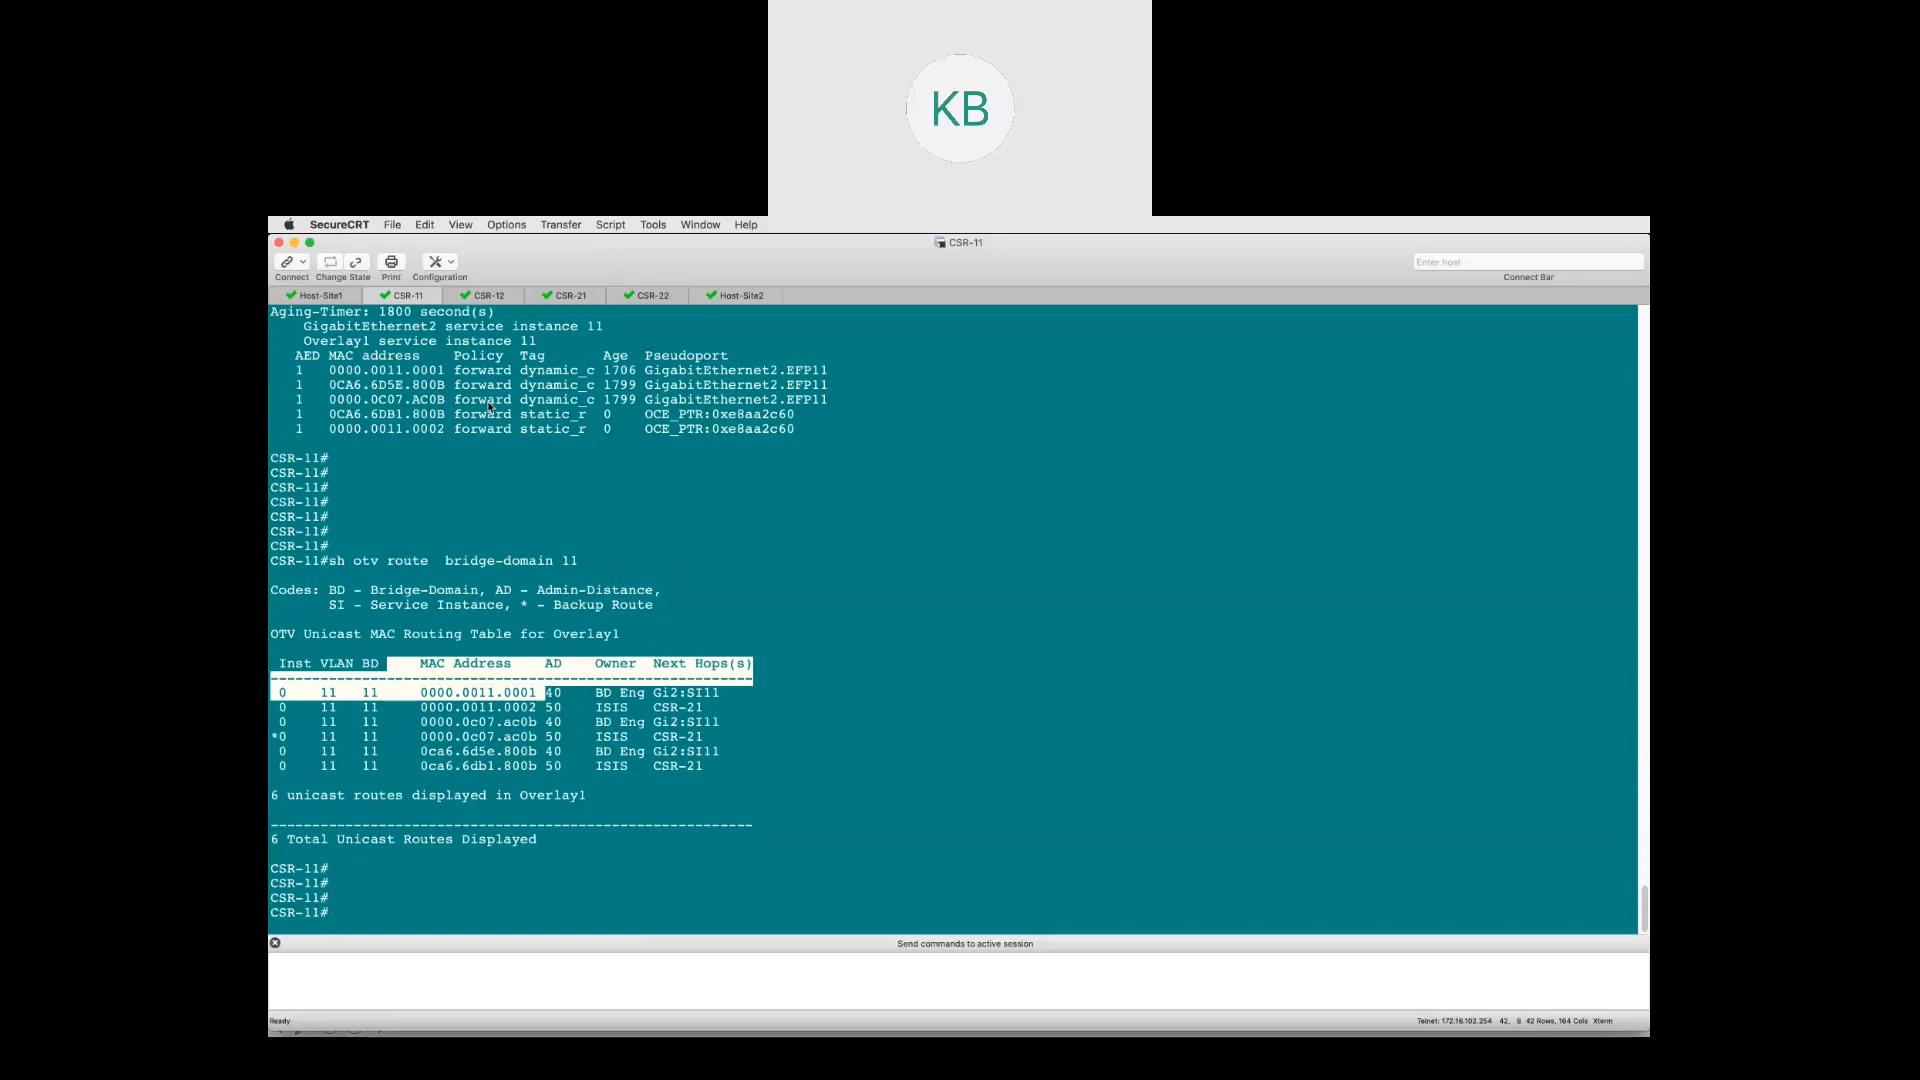 KB
SecureCRT File Edit View Options Transfer Script Tools Window Help
CSR-11
Enter host
Connect Change State Print Configuration Connect Bar
Host-Site1 CSR-11 CSR-12 CSR-21 CSR-22 Host-Site2
Aging-Timer: 1800 second(s)
GigabitEthernet2 service instance 11
Overlay1 service instance 11
AED MAC address Policy Tag Age Pseudoport
1 0000.0011.0001 forward dynamic_c 1706 GigabitEthernet2.EFP11
1 0CA6.6D5E.800B forward dynamic_c 1799 GigabitEthernet2.EFP11
1 0000.0C07.AC0B forward dynamic_c 1799 GigabitEthernet2.EFP11
1 0CA6.6DB1.800B forward static_r 0 OCE_PTR:0xe8aa2c60
1 0000.0011.0002 forward static_r 0 OCE_PTR:0xe8aa2c60
CSR-11#
CSR-11#
CSR-11#
CSR-11#
CSR-11#
CSR-11#
CSR-11#
CSR-11#sh otv route  bridge-domain 11
Codes: BD - Bridge-Domain, AD - Admin-Distance,
SI - Service Instance, * - Backup Route
OTV Unicast MAC Routing Table for Overlay1
Inst VLAN BD MAC Address AD Owner Next Hops(s)
----------------------------------------------------------
0 11 11 0000.0011.0001 40 BD Eng Gi2:SI11
0 11 11 0000.0011.0002 50 ISIS CSR-21
0 11 11 0000.0c07.ac0b 40 BD Eng Gi2:SI11
*0 11 11 0000.0c07.ac0b 50 ISIS CSR-21
0 11 11 0ca6.6d5e.800b 40 BD Eng Gi2:SI11
0 11 11 0ca6.6db1.800b 50 ISIS CSR-21
6 unicast routes displayed in Overlay1
----------------------------------------------------------
6 Total Unicast Routes Displayed
CSR-11#
CSR-11#
CSR-11#
CSR-11#
Send commands to active session
Ready Telnet: 172.16.102.254 42, 8 42 Rows, 164 Cols Xterm